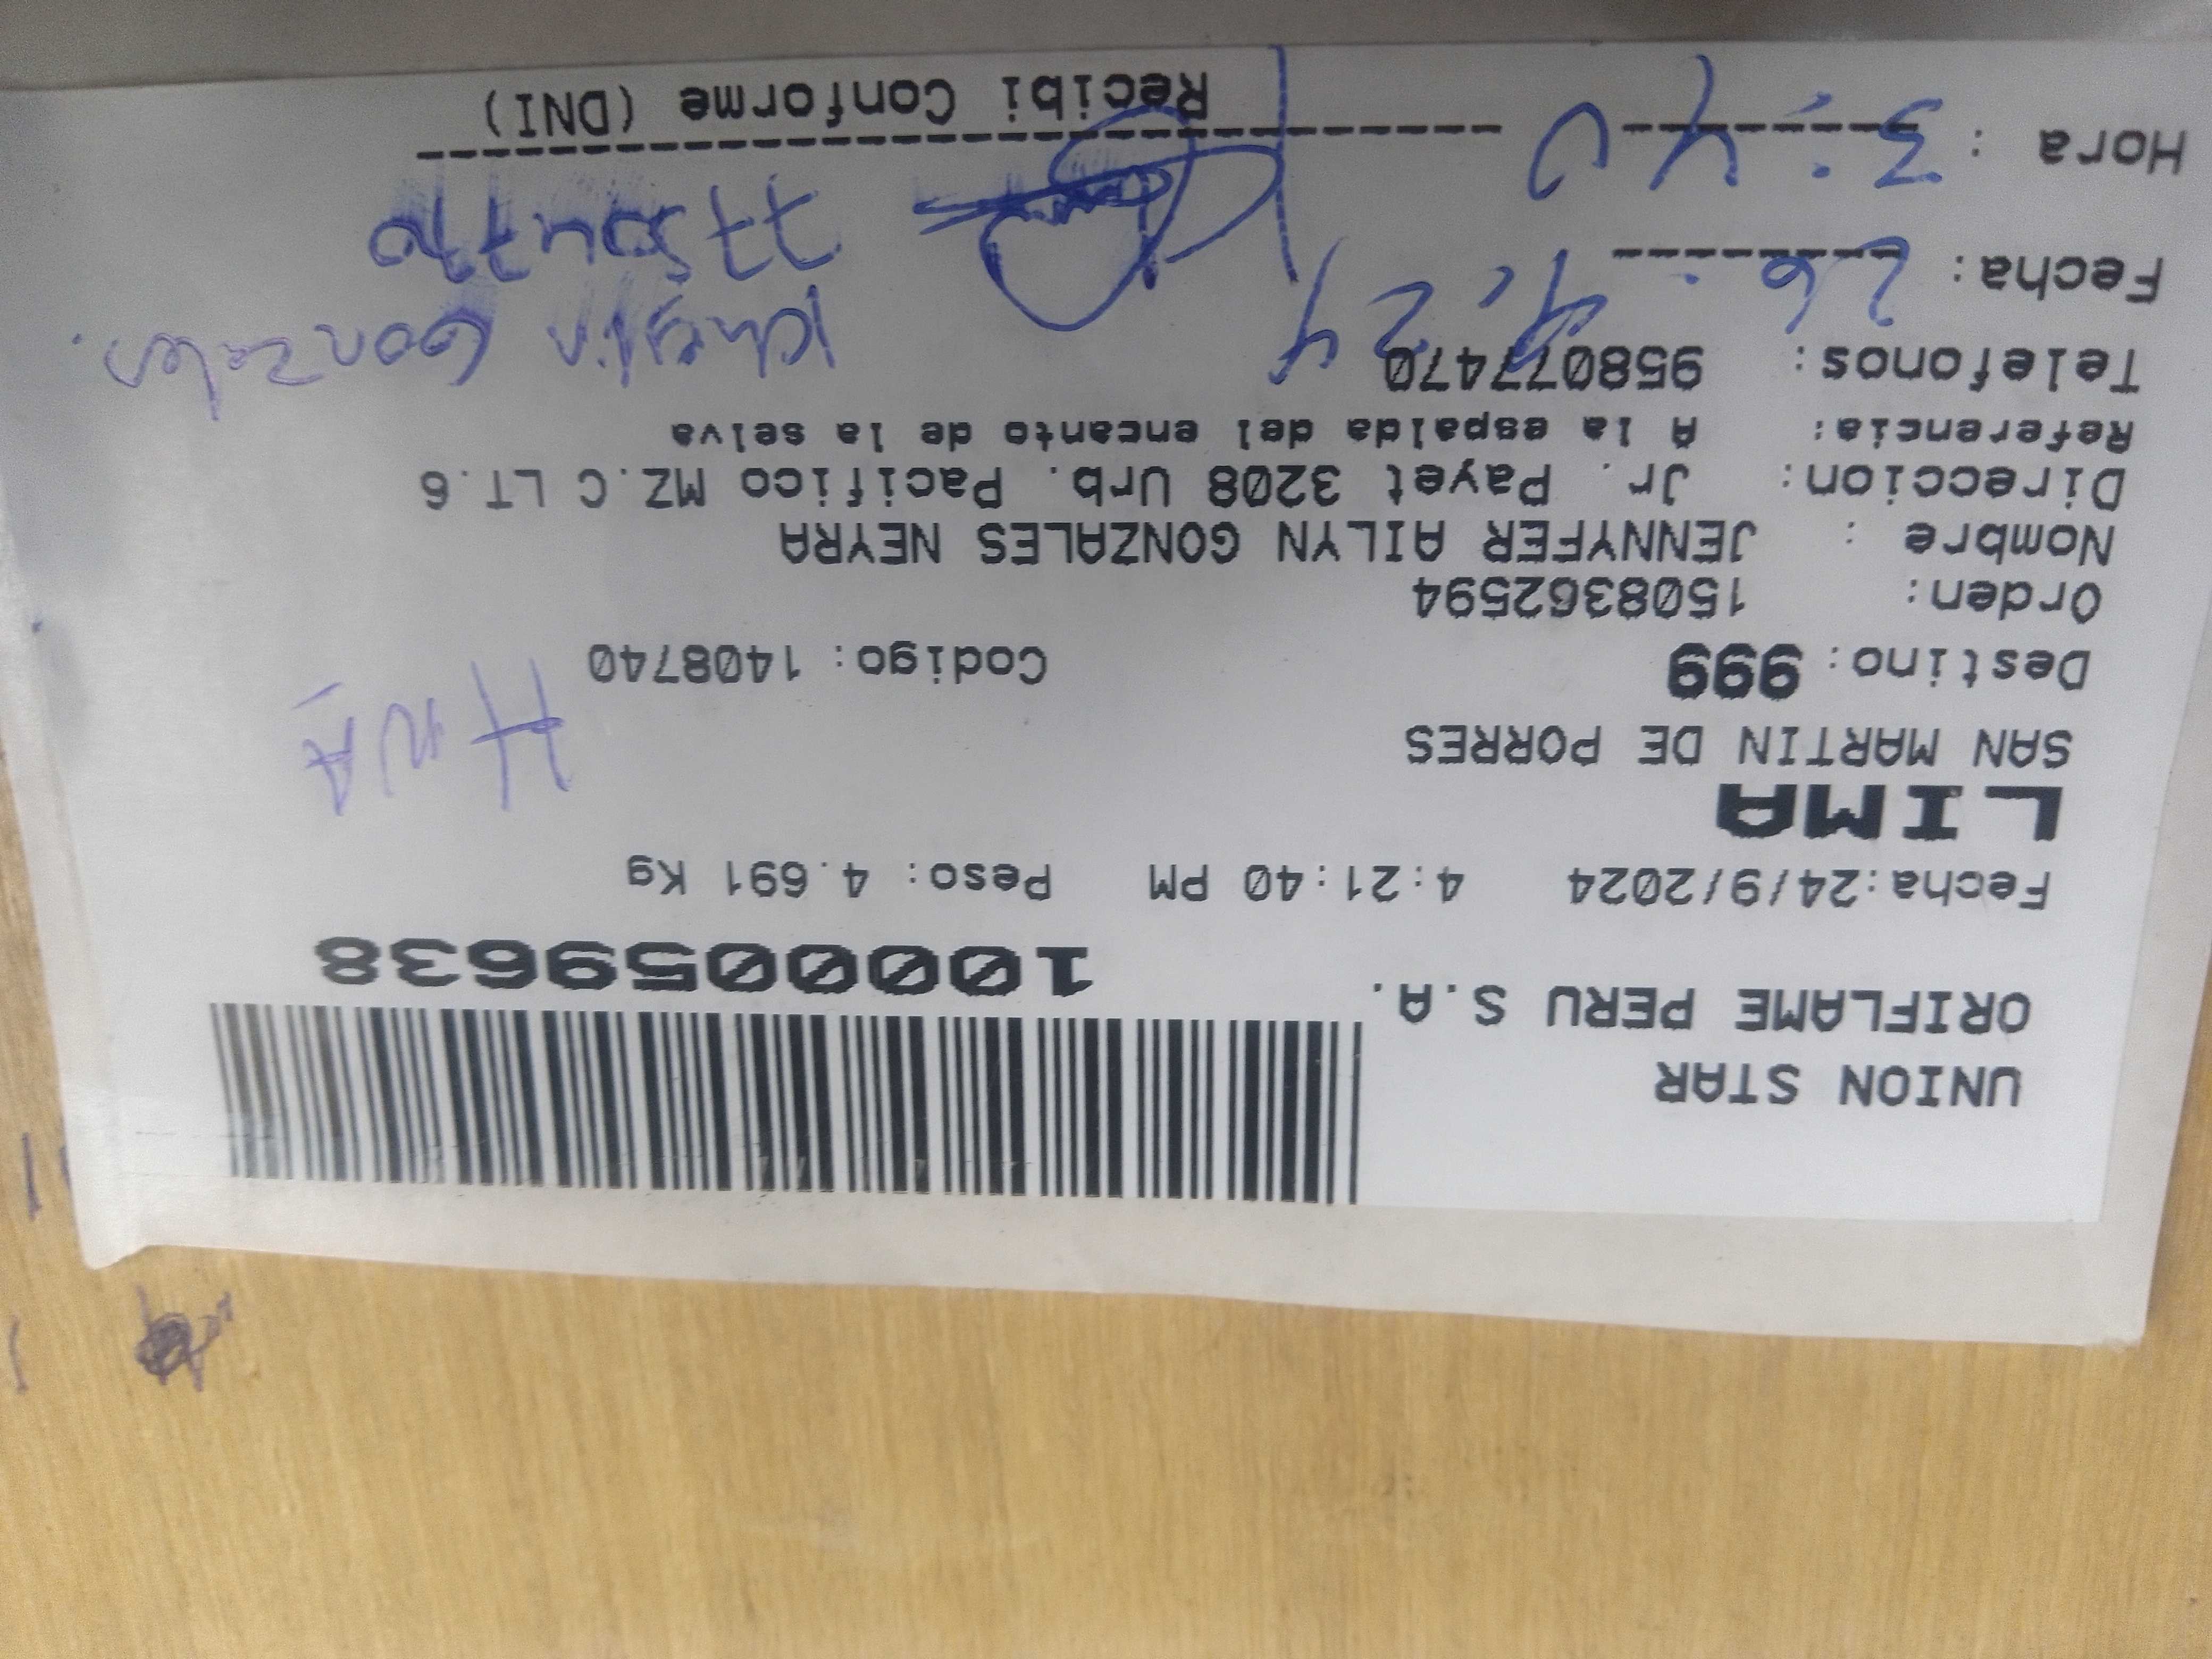 UNION STAR
ORIFLAME PERU S.A.
10000059638
Fecha:24/9/2024 4:21:40 PM Peso: 4.691 Kg
LIMA
SAN MARTIN DE PORRES
Destino: 999 Codigo: 1408740
Orden: 1508362594
Nombre : JENNYFER AILYN GONZALES NEYRA
Direccion: Jr. Payet 3208 Urb. Pacifico MZ.C LT.6
Referencia: A la espalda del encanto de la selva
Telefonos: 958077470
Gonzales.
Fecha: 26. 9, 24
Hora : 3:40
Recibi Conforme (DNI)